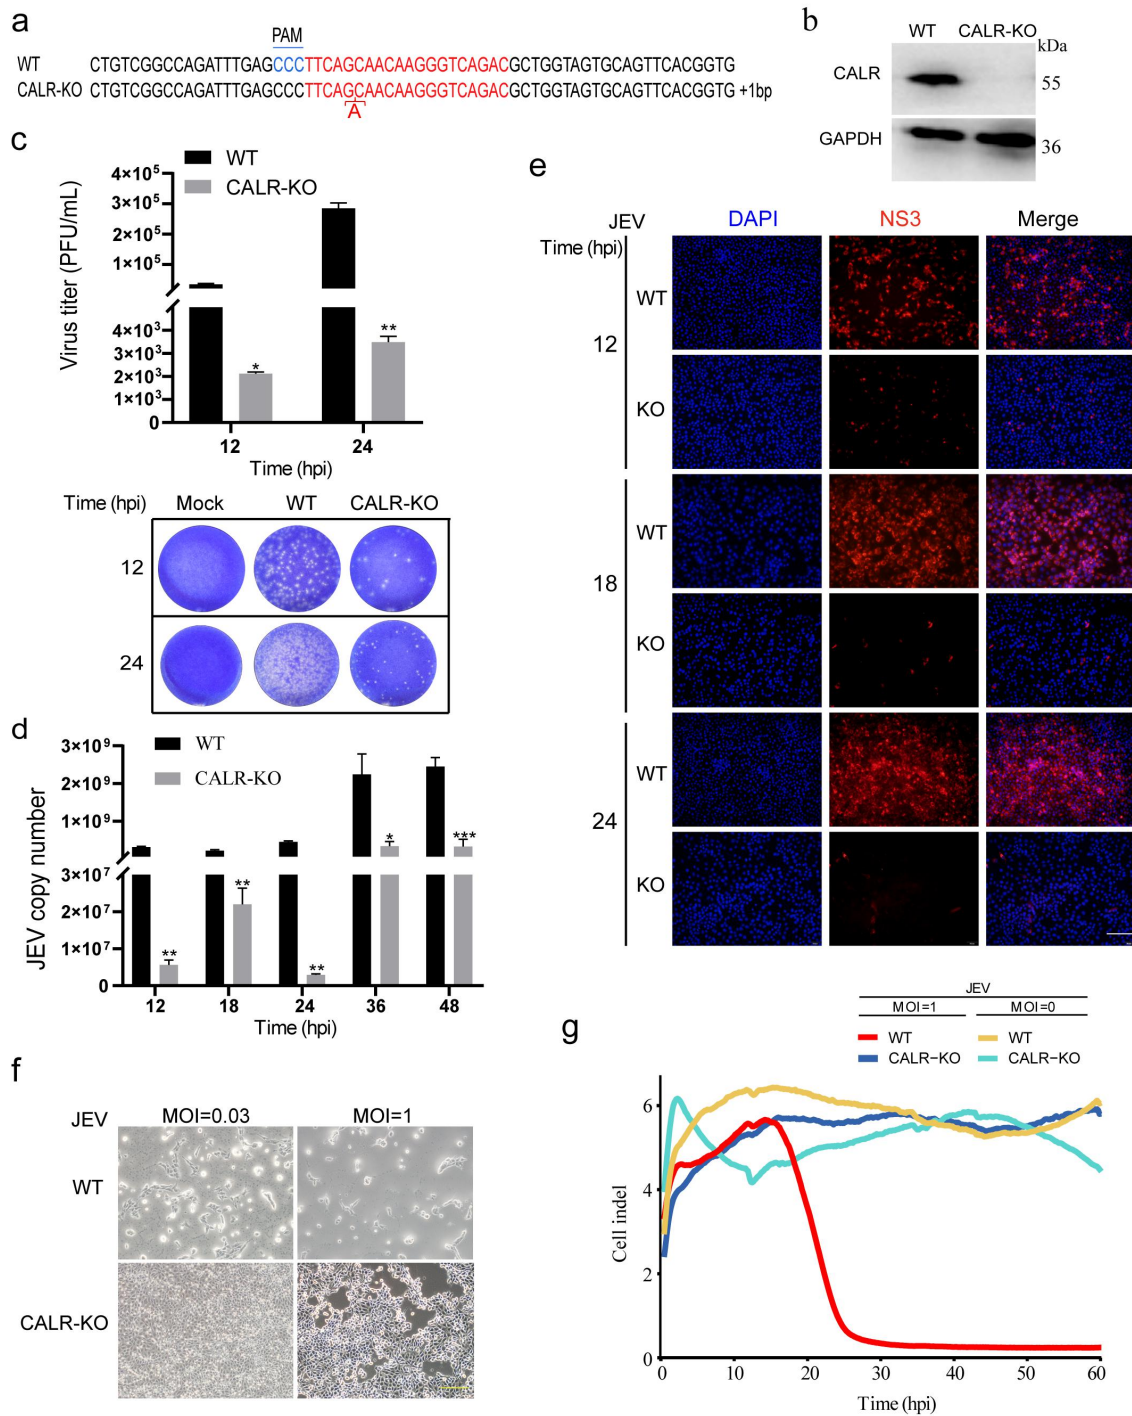 a
PAM
WT CTGTCGGCCAGATTTGAGCCCTTCAGCAACAAGGGTCAGACGCTGGTAGTGCAGTTCACGGTG
CALR-KO CTGTCGGCCAGATTTGAGCCCTTCAGCAACAAGGGTCAGACGCTGGTAGTGCAGTTCACGGTG +1bp
A
b
WT CALR-KO
kDa
CALR 55
GAPDH 36
c
WT
CALR-KO
Virus titer (PFU/mL)
4×10⁵
3×10⁵
2×10⁵
1×10⁵
4×10³
3×10³
2×10³
1×10³
0
* **
12 24
Time (hpi)
Time (hpi) Mock WT CALR-KO
12
24
d
WT
CALR-KO
JEV copy number
3×10⁹
2×10⁹
1×10⁹
3×10⁷
2×10⁷
1×10⁷
0
** ** ** * ***
12 18 24 36 48
Time (hpi)
e
JEV DAPI NS3 Merge
Time (hpi)
12
WT
KO
18
WT
KO
24
WT
KO
f
JEV MOI=0.03 MOI=1
WT
CALR-KO
g
JEV
MOI=1 MOI=0
WT WT
CALR−KO CALR−KO
Cell indel
6
4
2
0
0 10 20 30 40 50 60
Time (hpi)